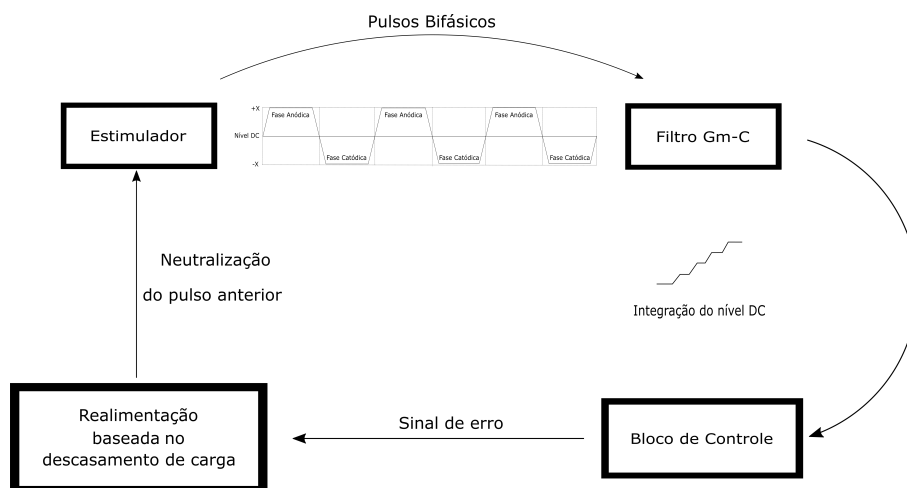 Pulsos Bifásicos
Estimulador
+X
Nível DC
-X
Fase Anódica
Fase Anódica
Fase Anódica
Fase Catódica
Fase Catódica
Fase Catódica
Filtro Gm-C
Neutralização
do pulso anterior
Integração do nível DC
Realimentação
baseada no
descasamento de carga
Sinal de erro
Bloco de Controle